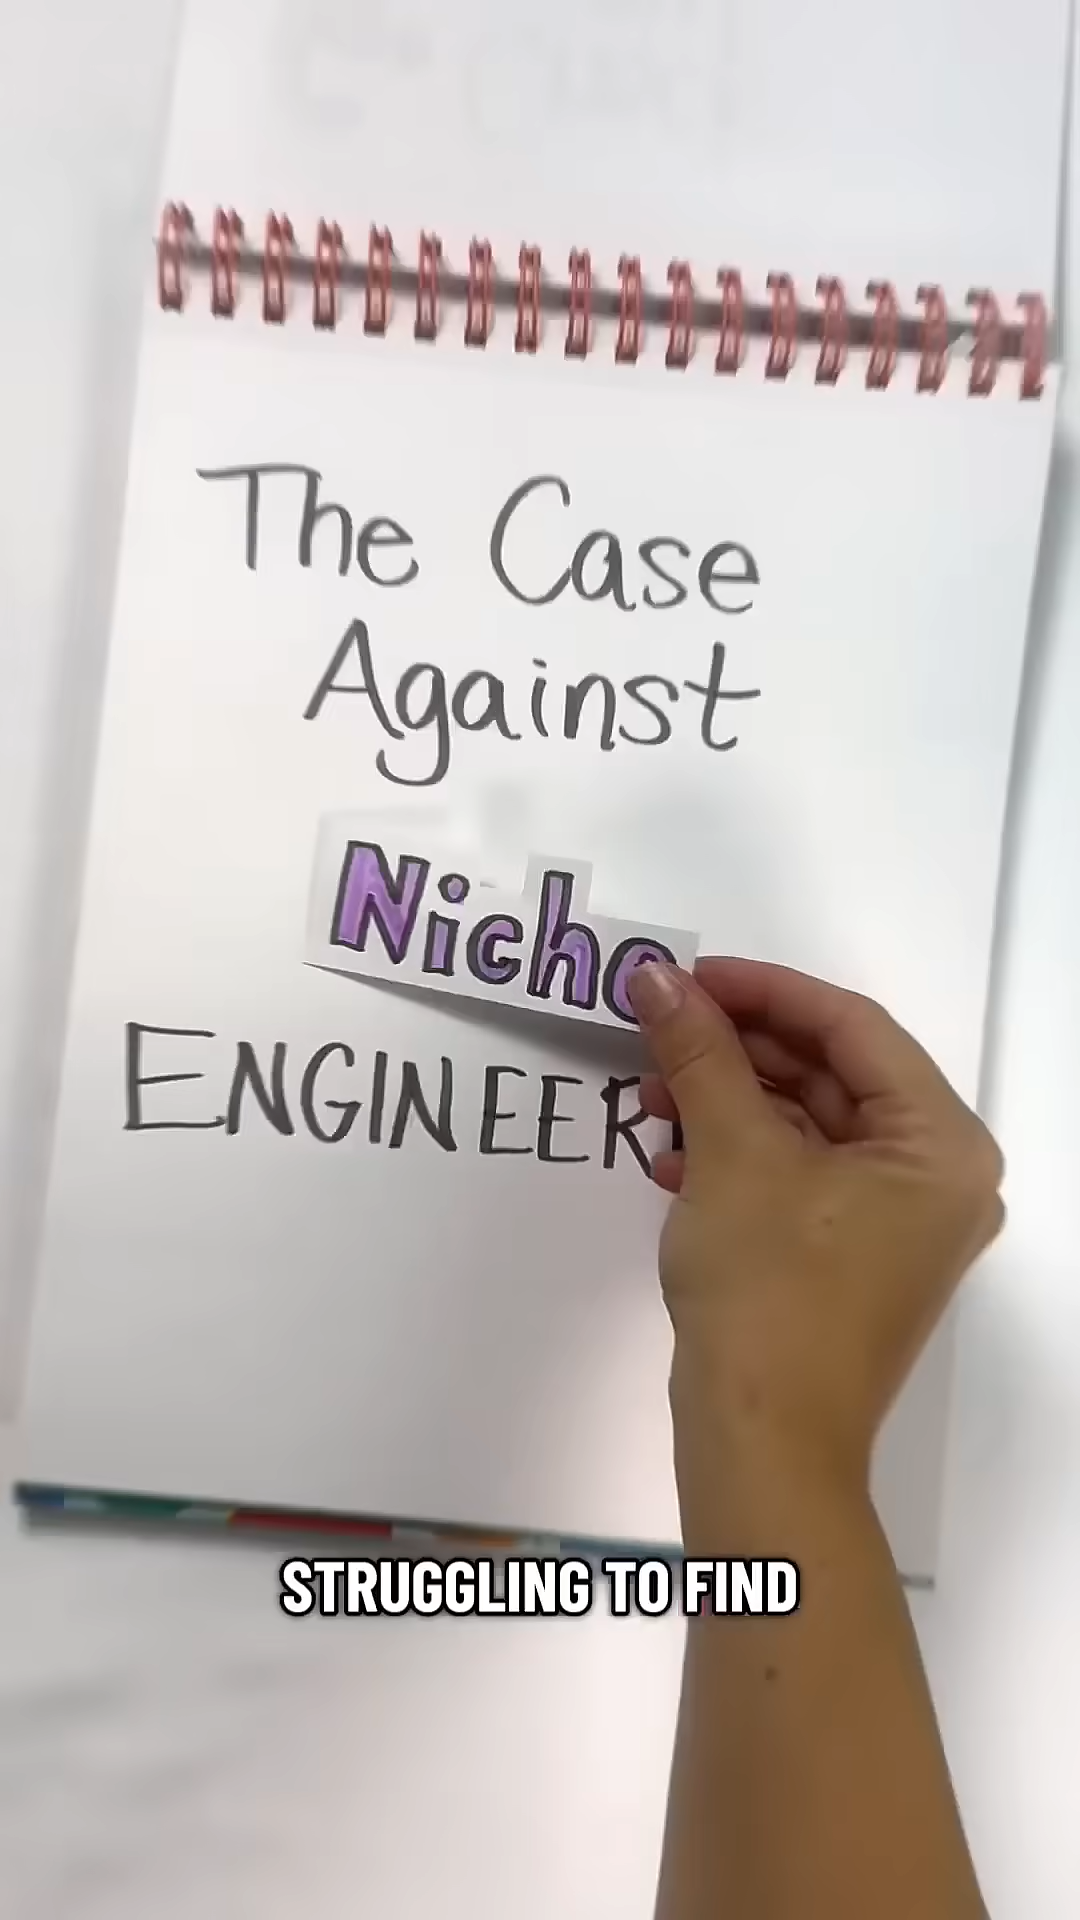 The Case
Against
Niche
ENGINEER
STRUGGLING TO FIND